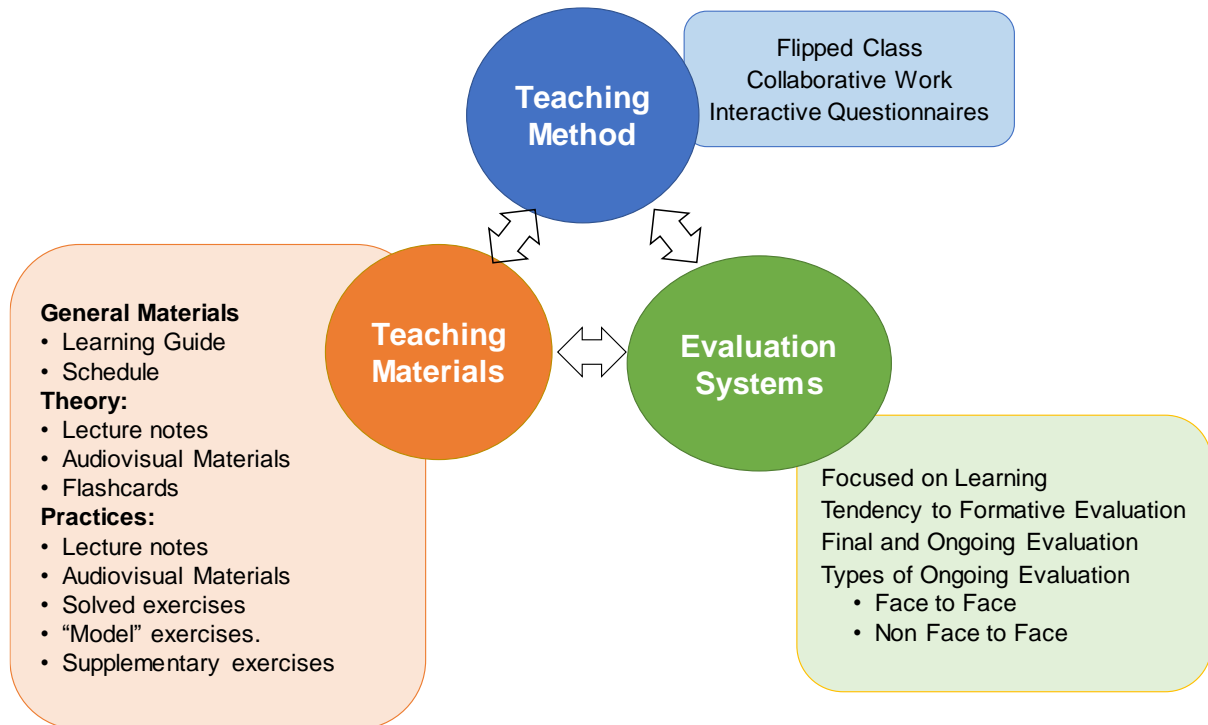 Teaching
Method
Flipped Class
Collaborative Work
Interactive Questionnaires
Teaching
Materials
General Materials
• Learning Guide
• Schedule
Theory:
• Lecture notes
• Audiovisual Materials
• Flashcards
Practices:
• Lecture notes
• Audiovisual Materials
• Solved exercises
• “Model” exercises.
• Supplementary exercises
Evaluation
Systems
Focused on Learning
Tendency to Formative Evaluation
Final and Ongoing Evaluation
Types of Ongoing Evaluation
• Face to Face
• Non Face to Face